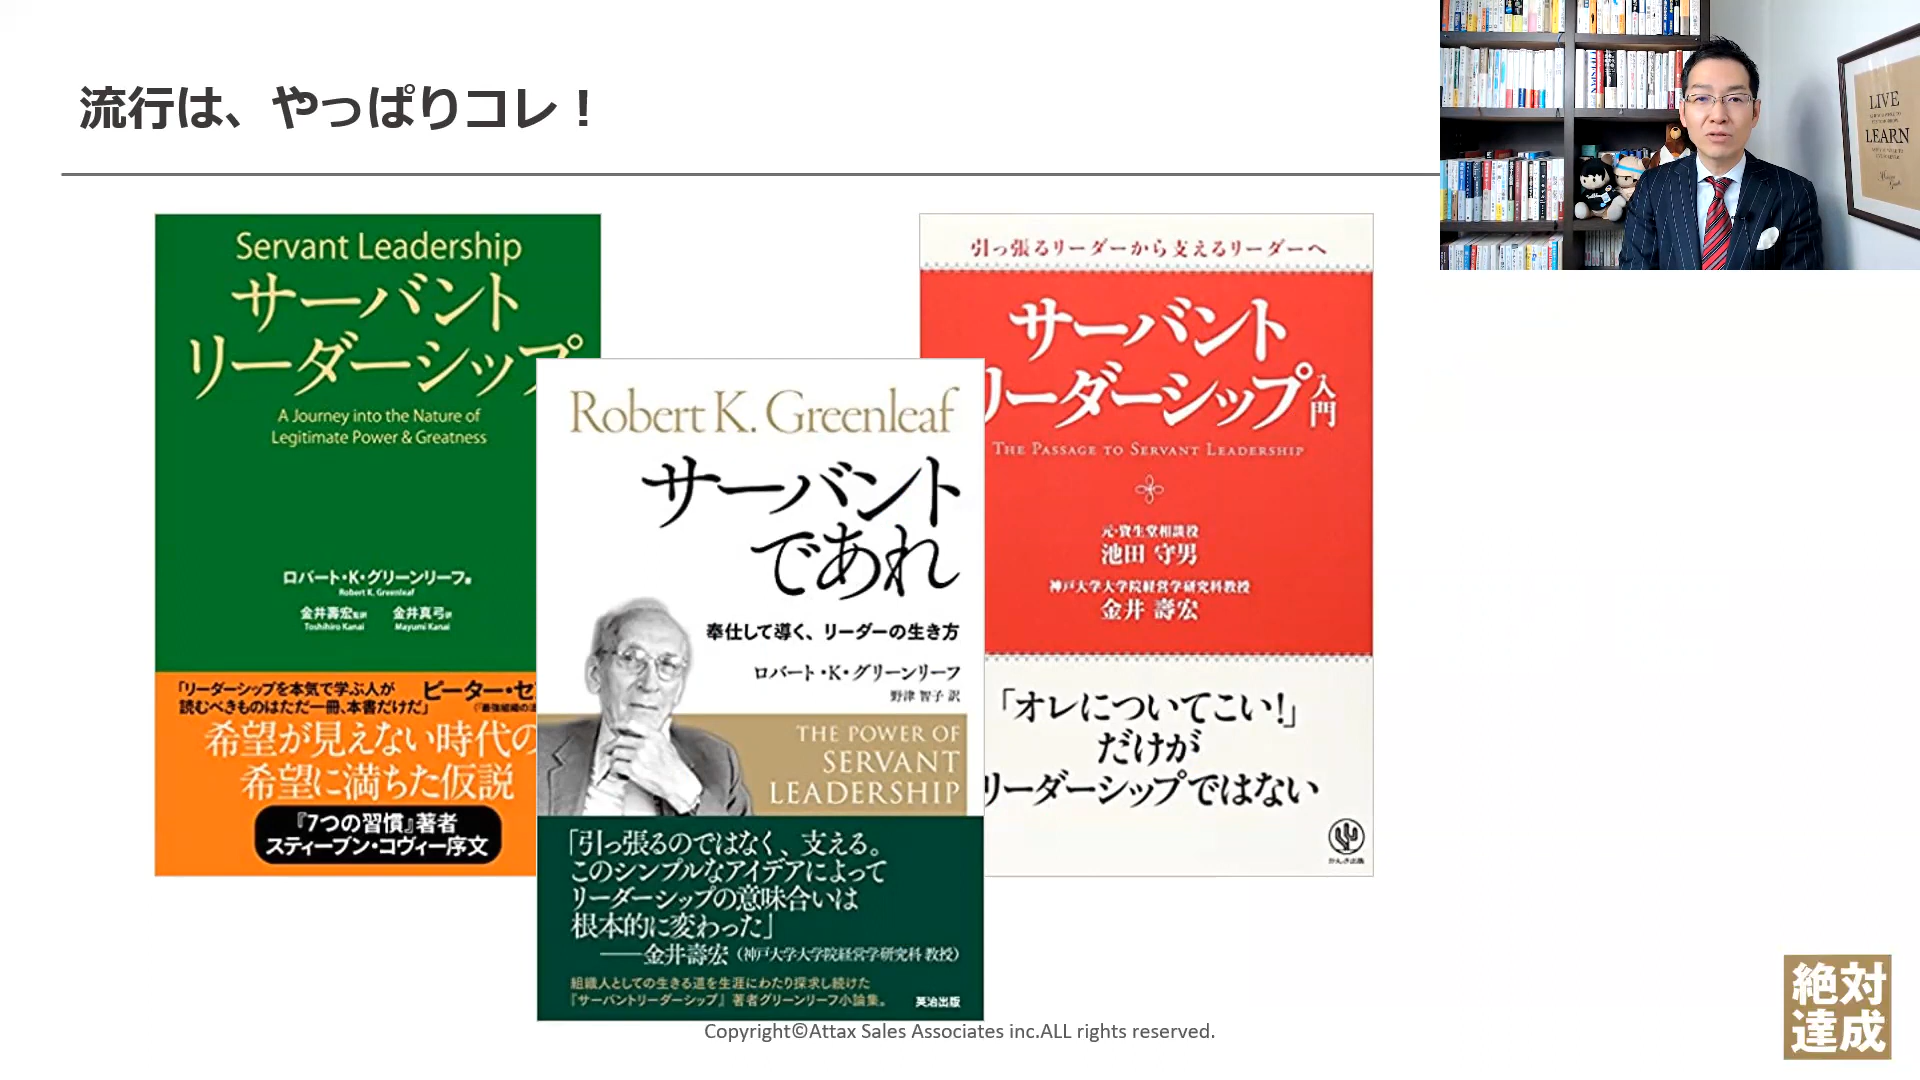 流行は、やっぱりコレ！
Servant Leadership
サーバント
リーダーシップ
A Journey into the Nature of
Legitimate Power & Greatness
ロバート・K・グリーンリーフ著
Robert K. Greenleaf
金井壽宏監訳 金井真弓訳
Toshihiro Kanai Mayumi Kanai
「リーダーシップを本気で学ぶ人が
読むべきものはただ一冊、本書だけだ」
ピーター・セ
希望が見えない時代の
希望に満ちた仮説
『7つの習慣』著者
スティーブン・コヴィー序文
Robert K. Greenleaf
サーバント
であれ
奉仕して導く、リーダーの生き方
ロバート・K・グリーンリーフ
野津 智子 訳
THE POWER OF
SERVANT
LEADERSHIP
「引っ張るのではなく、支える。
このシンプルなアイデアによって
リーダーシップの意味合いは
根本的に変わった」
――金井壽宏（神戸大学大学院経営学研究科 教授）
組織人としての生きる道を生涯にわたり探求し続けた
『サーバントリーダーシップ』著者グリーンリーフ小論集。
英治出版
引っ張るリーダーから支えるリーダーへ
サーバント
リーダーシップ入門
THE PASSAGE TO SERVANT LEADERSHIP
元・資生堂相談役
池田 守男
神戸大学大学院経営学研究科教授
金井 壽宏
「オレについてこい!」
だけが
リーダーシップではない
かんき出版
LIVE
LEARN
絶対
達成
Copyright©Attax Sales Associates inc.ALL rights reserved.